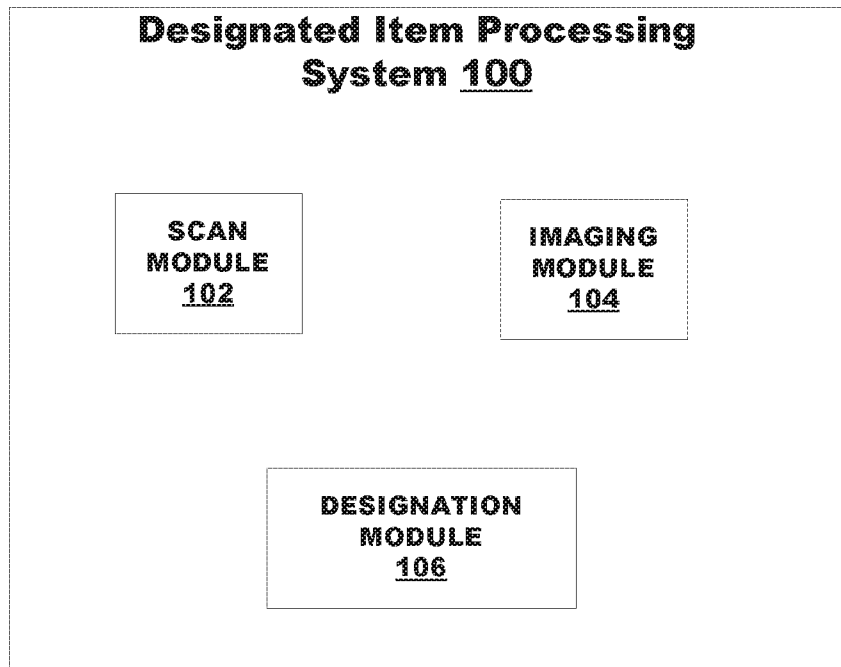 Designated Item Processing
System 100
SCAN
MODULE
102
IMAGING
MODULE
104
DESIGNATION
MODULE
106